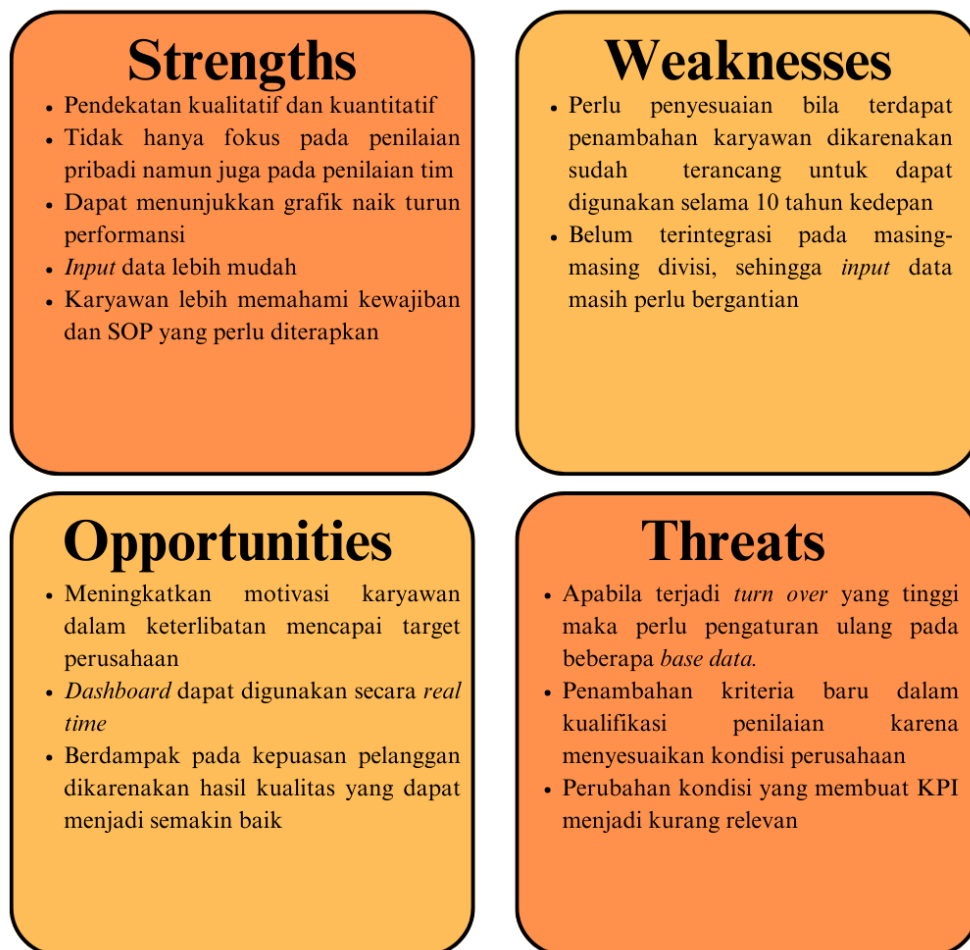 Strengths
• Pendekatan kualitatif dan kuantitatif
• Tidak hanya fokus pada penilaian
pribadi namun juga pada penilaian tim
• Dapat menunjukkan grafik naik turun
performansi
• Input data lebih mudah
• Karyawan lebih memahami kewajiban
dan SOP yang perlu diterapkan
Weaknesses
• Perlu penyesuaian bila terdapat
penambahan karyawan dikarenakan
sudah terancang untuk dapat
digunakan selama 10 tahun kedepan
• Belum terintegrasi pada masing-
masing divisi, sehingga input data
masih perlu bergantian
Opportunities
• Meningkatkan motivasi karyawan
dalam keterlibatan mencapai target
perusahaan
• Dashboard dapat digunakan secara real
time
• Berdampak pada kepuasan pelanggan
dikarenakan hasil kualitas yang dapat
menjadi semakin baik
Threats
• Apabila terjadi turn over yang tinggi
maka perlu pengaturan ulang pada
beberapa base data.
• Penambahan kriteria baru dalam
kualifikasi penilaian karena
menyesuaikan kondisi perusahaan
• Perubahan kondisi yang membuat KPI
menjadi kurang relevan